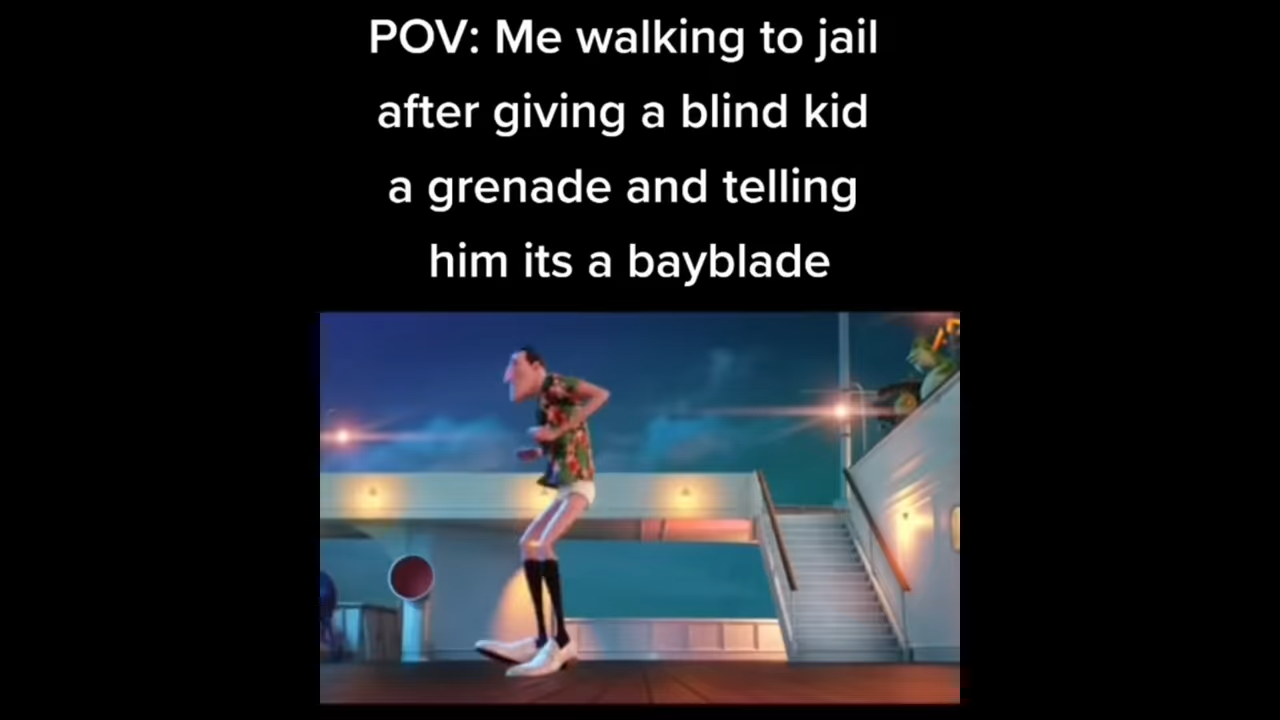 POV: Me walking to jail
after giving a blind kid
a grenade and telling
him its a bayblade